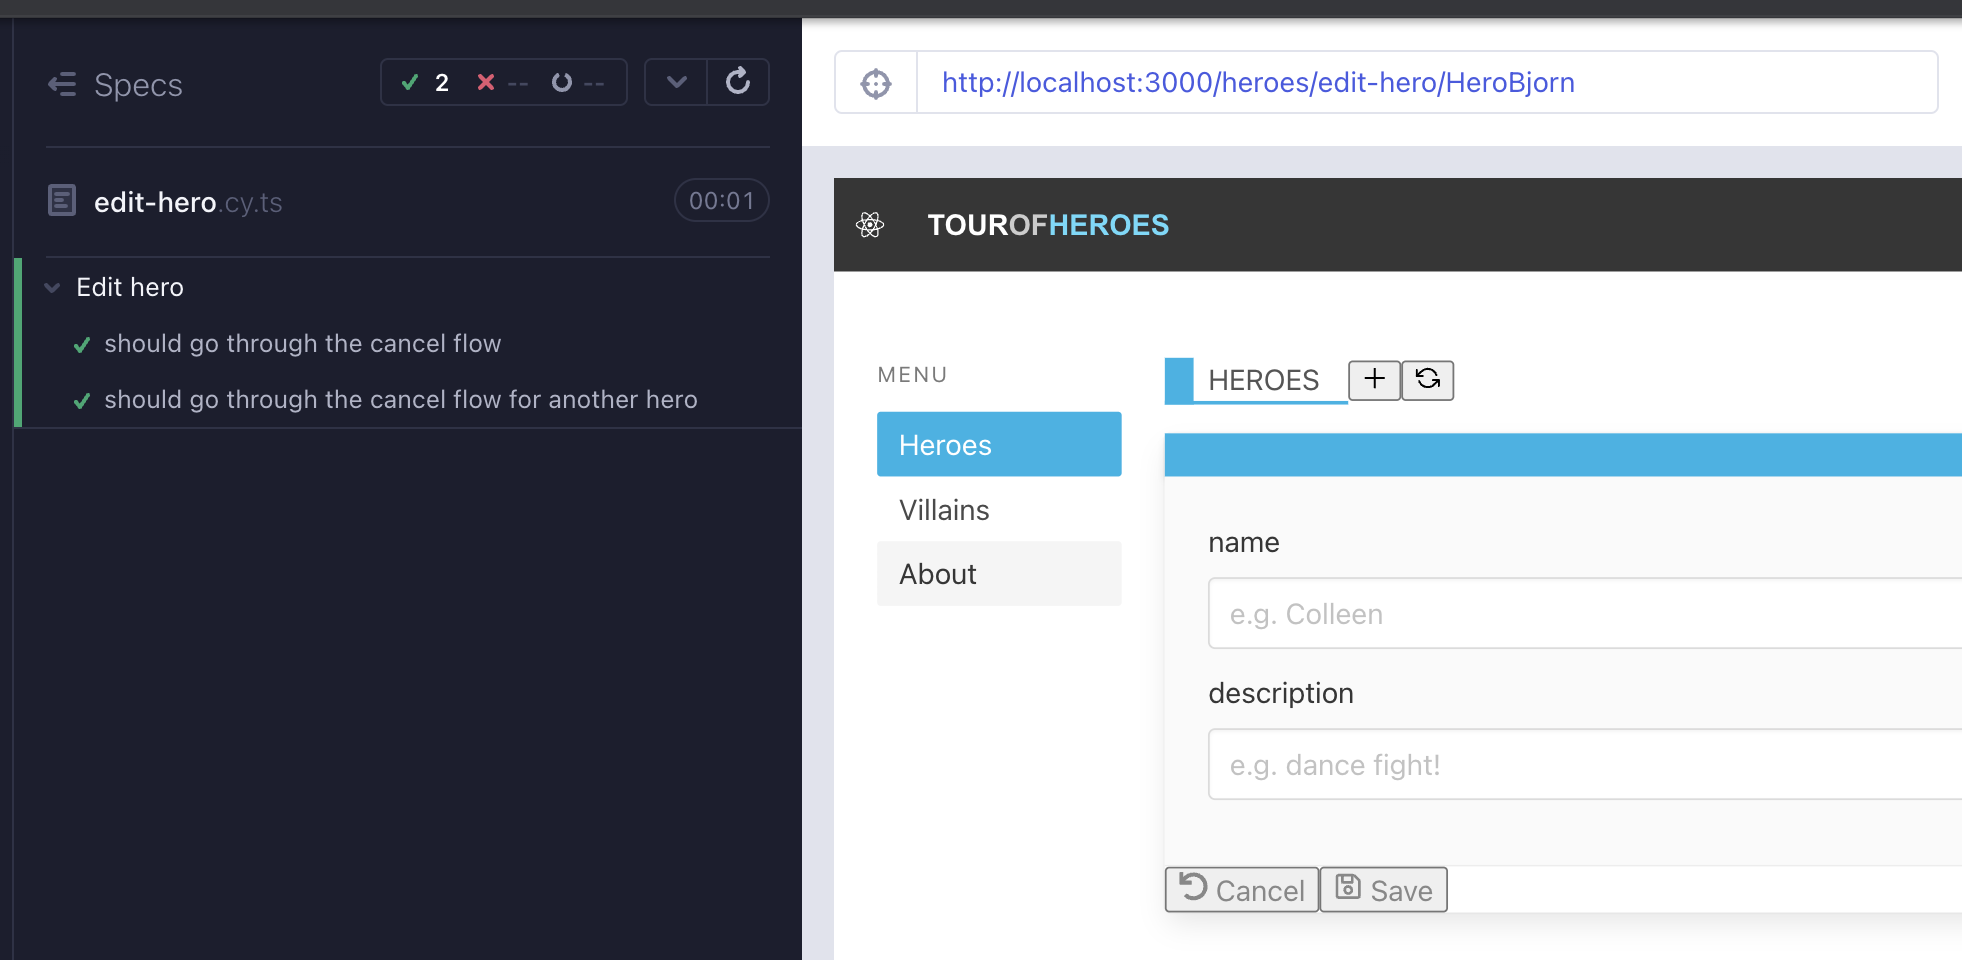 Specs
2 -- --
edit-hero.cy.ts
00:01
Edit hero
should go through the cancel flow
should go through the cancel flow for another hero
http://localhost:3000/heroes/edit-hero/HeroBjorn
TOUROFHEROES
MENU
Heroes
Villains
About
HEROES
name
e.g. Colleen
description
e.g. dance fight!
Cancel
Save